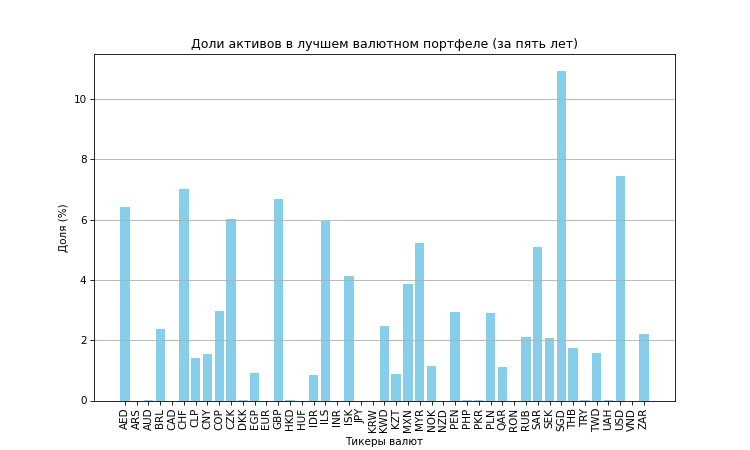 Доли активов в лучшем валютном портфеле (за пять лет)
Доля (%)
10
8
6
4
2
0
AED ARS AUD BRL CAD CHF CLP CNY COP CZK DKK EGP EUR GBP HKD HUF IDR ILS INR ISK JPY KRW KWD KZT MXN MYR NOK NZD PEN PHP PKR PLN QAR RON RUB SAR SEK SGD THB TRY TWD UAH USD VND ZAR
Тикеры валют